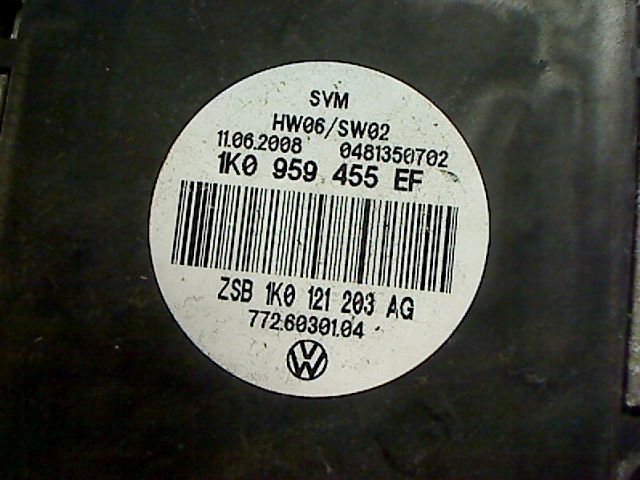 SVM
HW06/SW02
11.06.2008 0481350702
1K0 959 455 EF
ZSB 1K0 121 203 AG
772.60301.04
VW